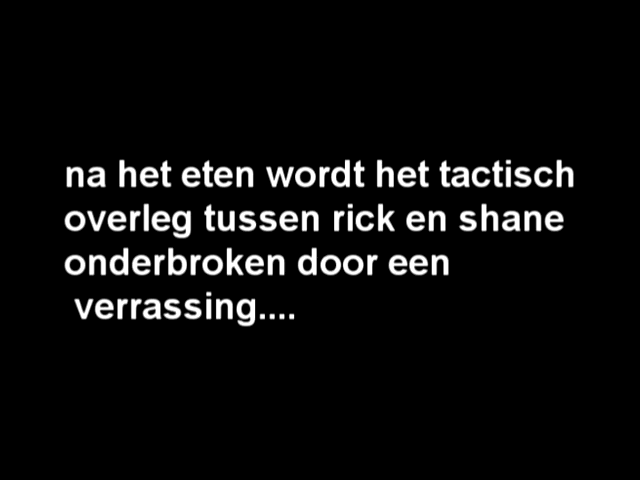 na het eten wordt het tactisch
overleg tussen rick en shane
onderbroken door een
verrassing....